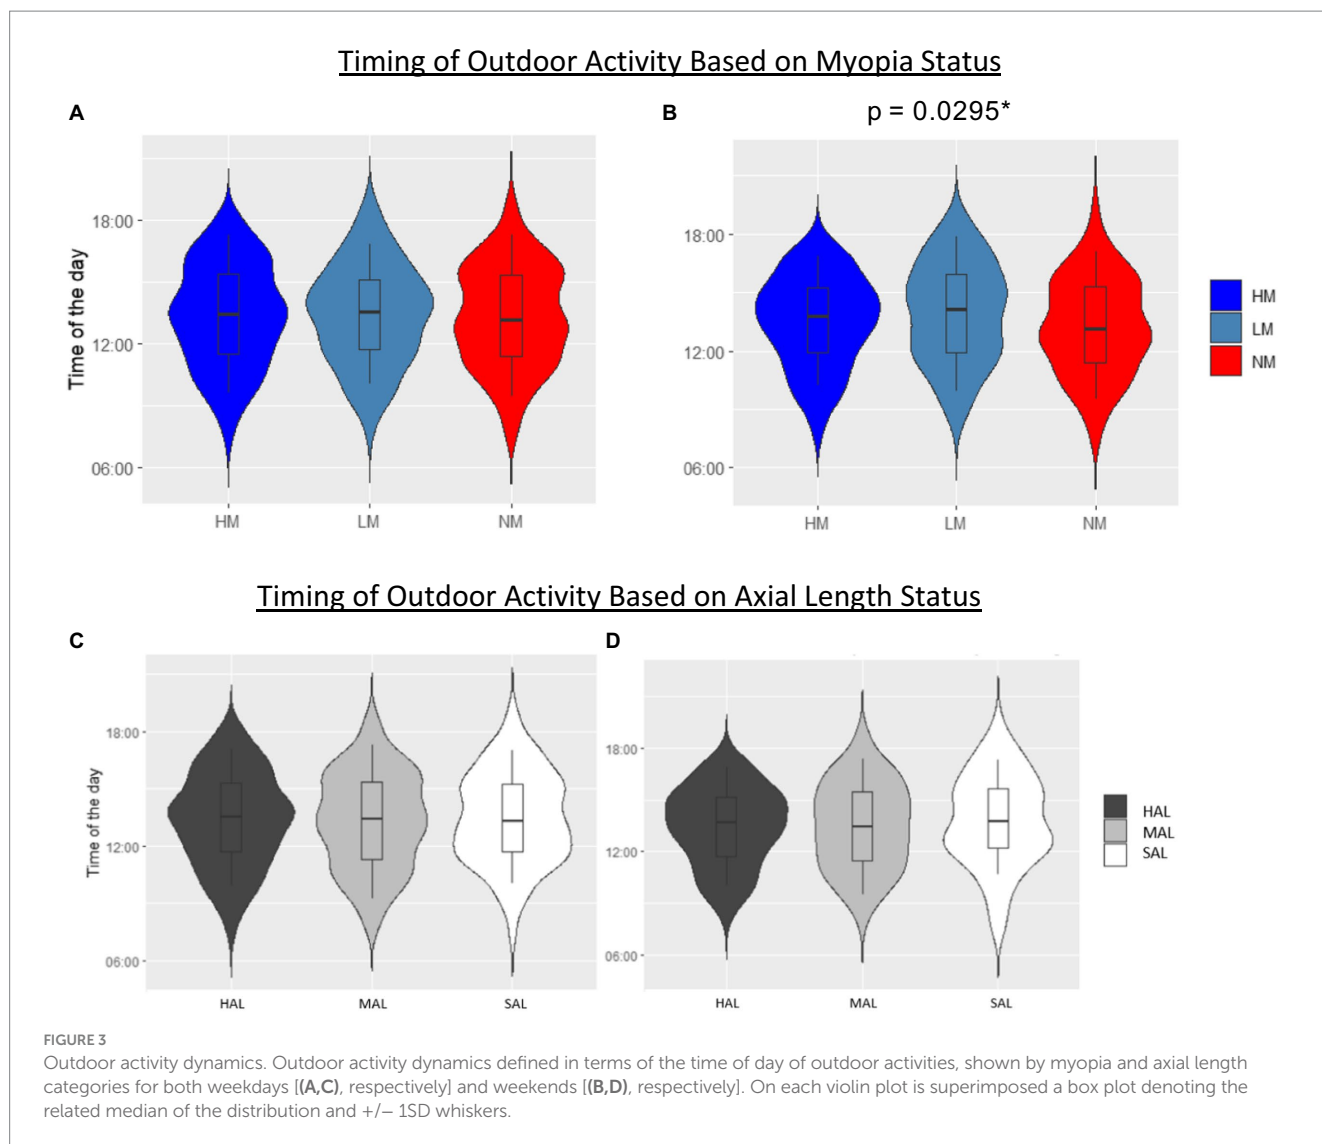 Timing of Outdoor Activity Based on Myopia Status
A
B
p = 0.0295*
Time of the day
18:00
12:00
06:00
HM
LM
NM
18:00
12:00
06:00
HM
LM
NM
HM
LM
NM
Timing of Outdoor Activity Based on Axial Length Status
C
D
Time of the day
18:00
12:00
06:00
HAL
MAL
SAL
18:00
12:00
06:00
HAL
MAL
SAL
HAL
MAL
SAL
FIGURE 3
Outdoor activity dynamics. Outdoor activity dynamics defined in terms of the time of day of outdoor activities, shown by myopia and axial length
categories for both weekdays [(A,C), respectively] and weekends [(B,D), respectively]. On each violin plot is superimposed a box plot denoting the
related median of the distribution and +/− 1SD whiskers.